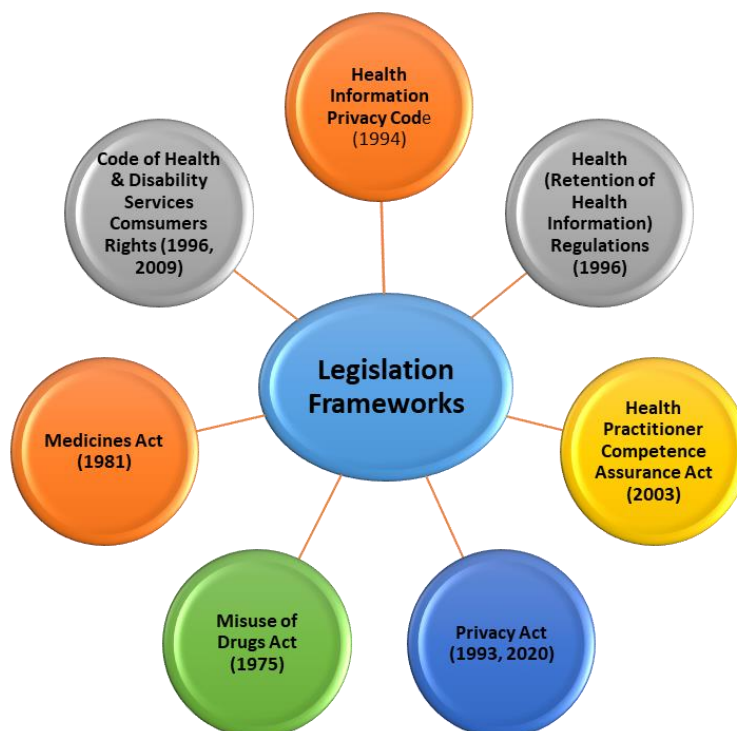 Health
Information
Privacy Code
(1994)
Code of Health
& Disability
Services
Comsumers
Rights (1996,
2009)
Health
(Retention of
Health
Information)
Regulations
(1996)
Legislation
Frameworks
Medicines Act
(1981)
Health
Practitioner
Competence
Assurance Act
(2003)
Misuse of
Drugs Act
(1975)
Privacy Act
(1993, 2020)